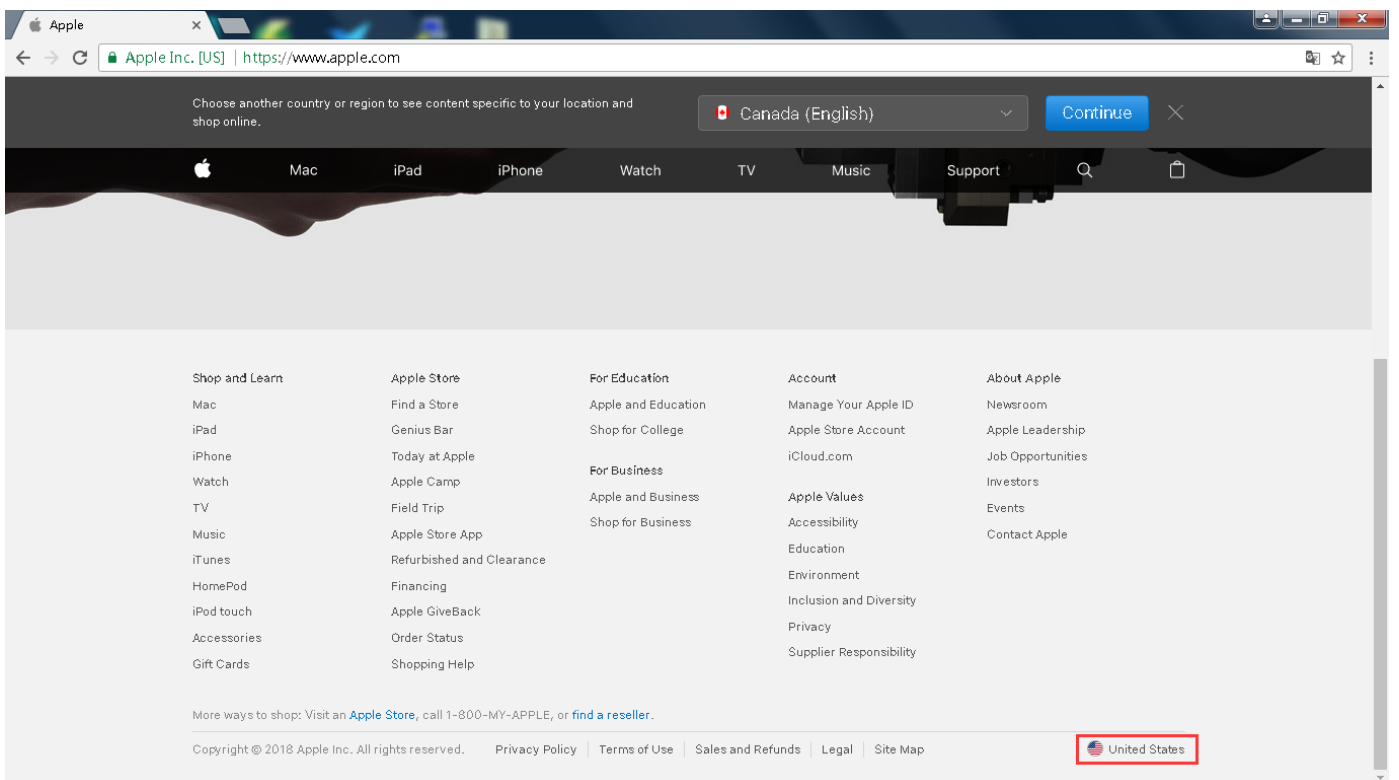 Apple
Apple Inc. [US] | https://www.apple.com
Choose another country or region to see content specific to your location and
shop online.
Canada (English)
Continue
Mac iPad iPhone Watch TV Music Support
Shop and Learn
Mac
iPad
iPhone
Watch
TV
Music
iTunes
HomePod
iPod touch
Accessories
Gift Cards
Apple Store
Find a Store
Genius Bar
Today at Apple
Apple Camp
Field Trip
Apple Store App
Refurbished and Clearance
Financing
Apple GiveBack
Order Status
Shopping Help
For Education
Apple and Education
Shop for College
For Business
Apple and Business
Shop for Business
Account
Manage Your Apple ID
Apple Store Account
iCloud.com
Apple Values
Accessibility
Education
Environment
Inclusion and Diversity
Privacy
Supplier Responsibility
About Apple
Newsroom
Apple Leadership
Job Opportunities
Investors
Events
Contact Apple
More ways to shop: Visit an Apple Store, call 1-800-MY-APPLE, or find a reseller.
Copyright © 2018 Apple Inc. All rights reserved. Privacy Policy | Terms of Use | Sales and Refunds | Legal | Site Map United States